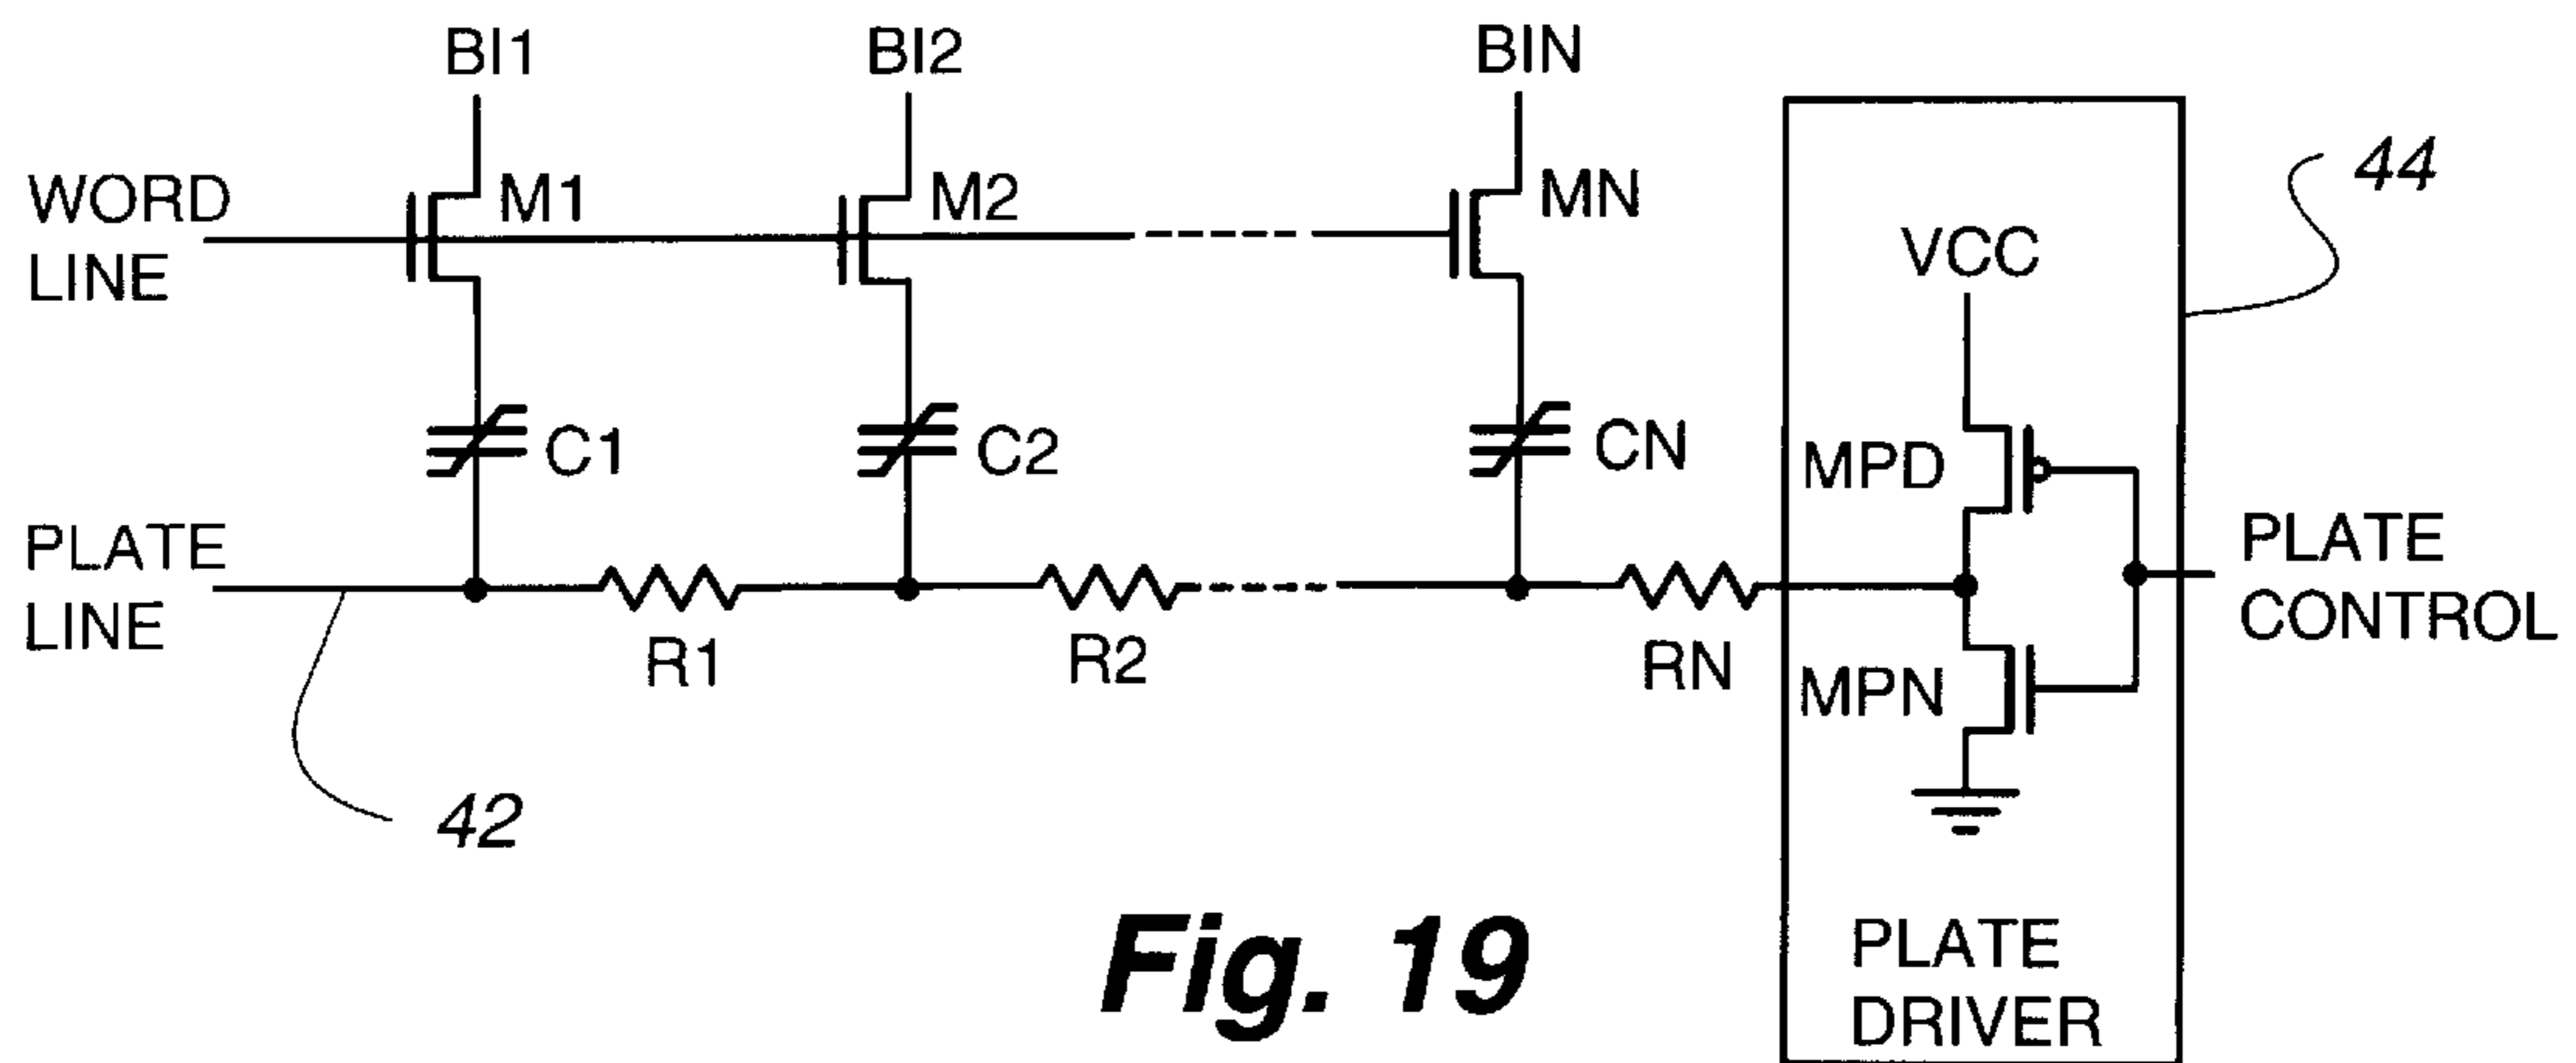 BI1
BI2
BIN
WORD
LINE
M1
M2
MN
44
VCC
C1
C2
CN
MPD
PLATE
LINE
R1
R2
RN
MPN
PLATE
CONTROL
42
PLATE
DRIVER
Fig. 19